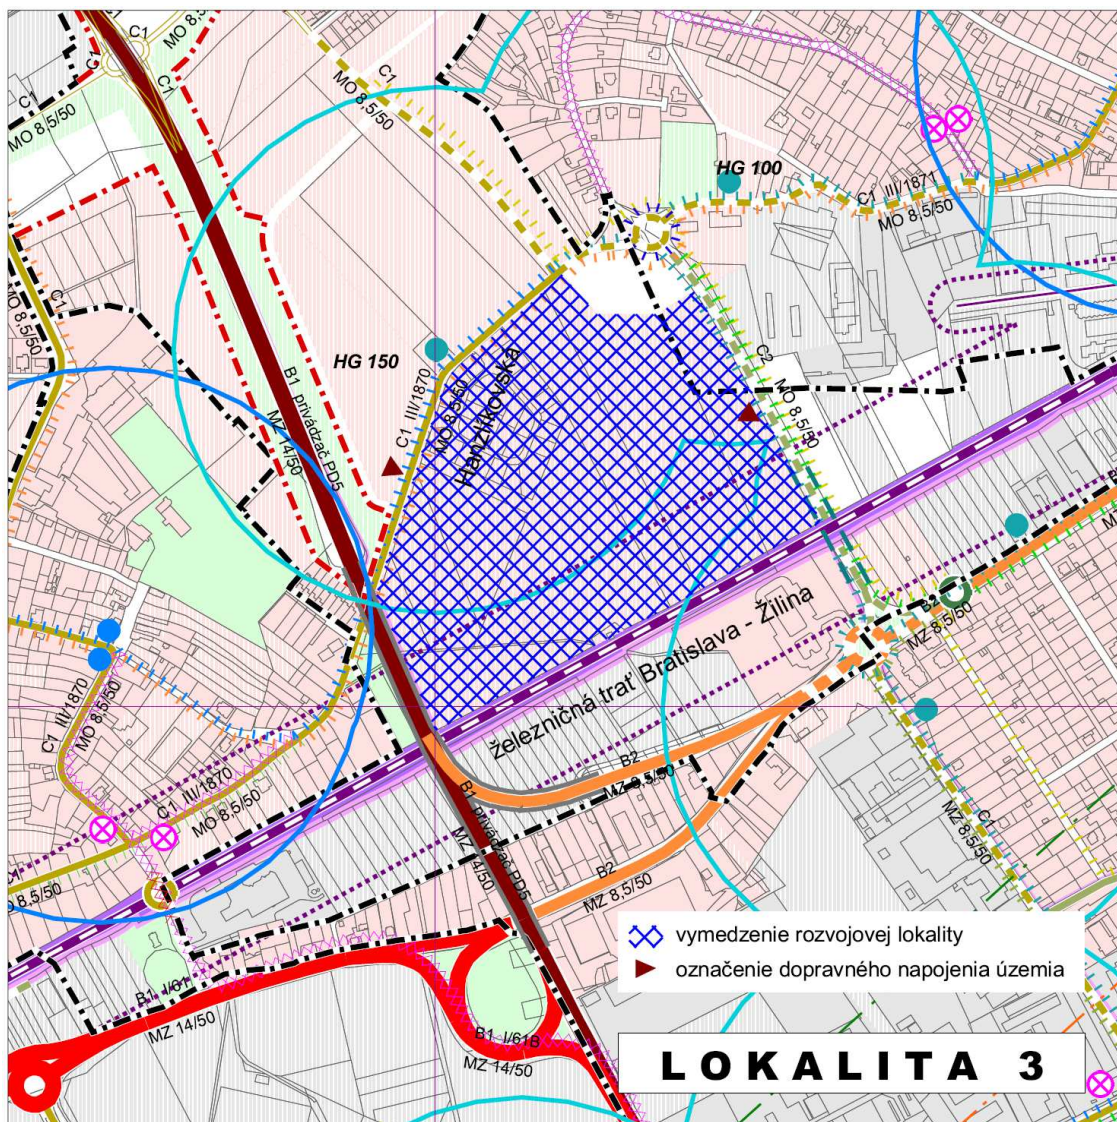 C1
MO 8,5
C1
C1
C1
MO 8,5/50
C1
MO 8,5/50
HG 100
C1 III/1871
MO 8,5/50
C1
MO 8,5/50
HG 150
B1 privádzač PD5
MZ 14/50
C1 III/1870
MO 8,5/50
Hanzlíkovská
C2
MO 8,5/50
B2
MZ 8,5/50
železničná trať Bratislava - Žilina
C1 III/1870
MO 8,5/50
C1 III/1870
MO 8,5/50
B2
MZ 8,5/50
B1 privádzač PD5
MZ 14/50
C1
MZ 8,5/50
B2
MZ 8,5/50
B1 I/61
MZ 14/50
B1 I/61B
MZ 14/50
vymedzenie rozvojovej lokality
označenie dopravného napojenia územia
LOKALITA 3